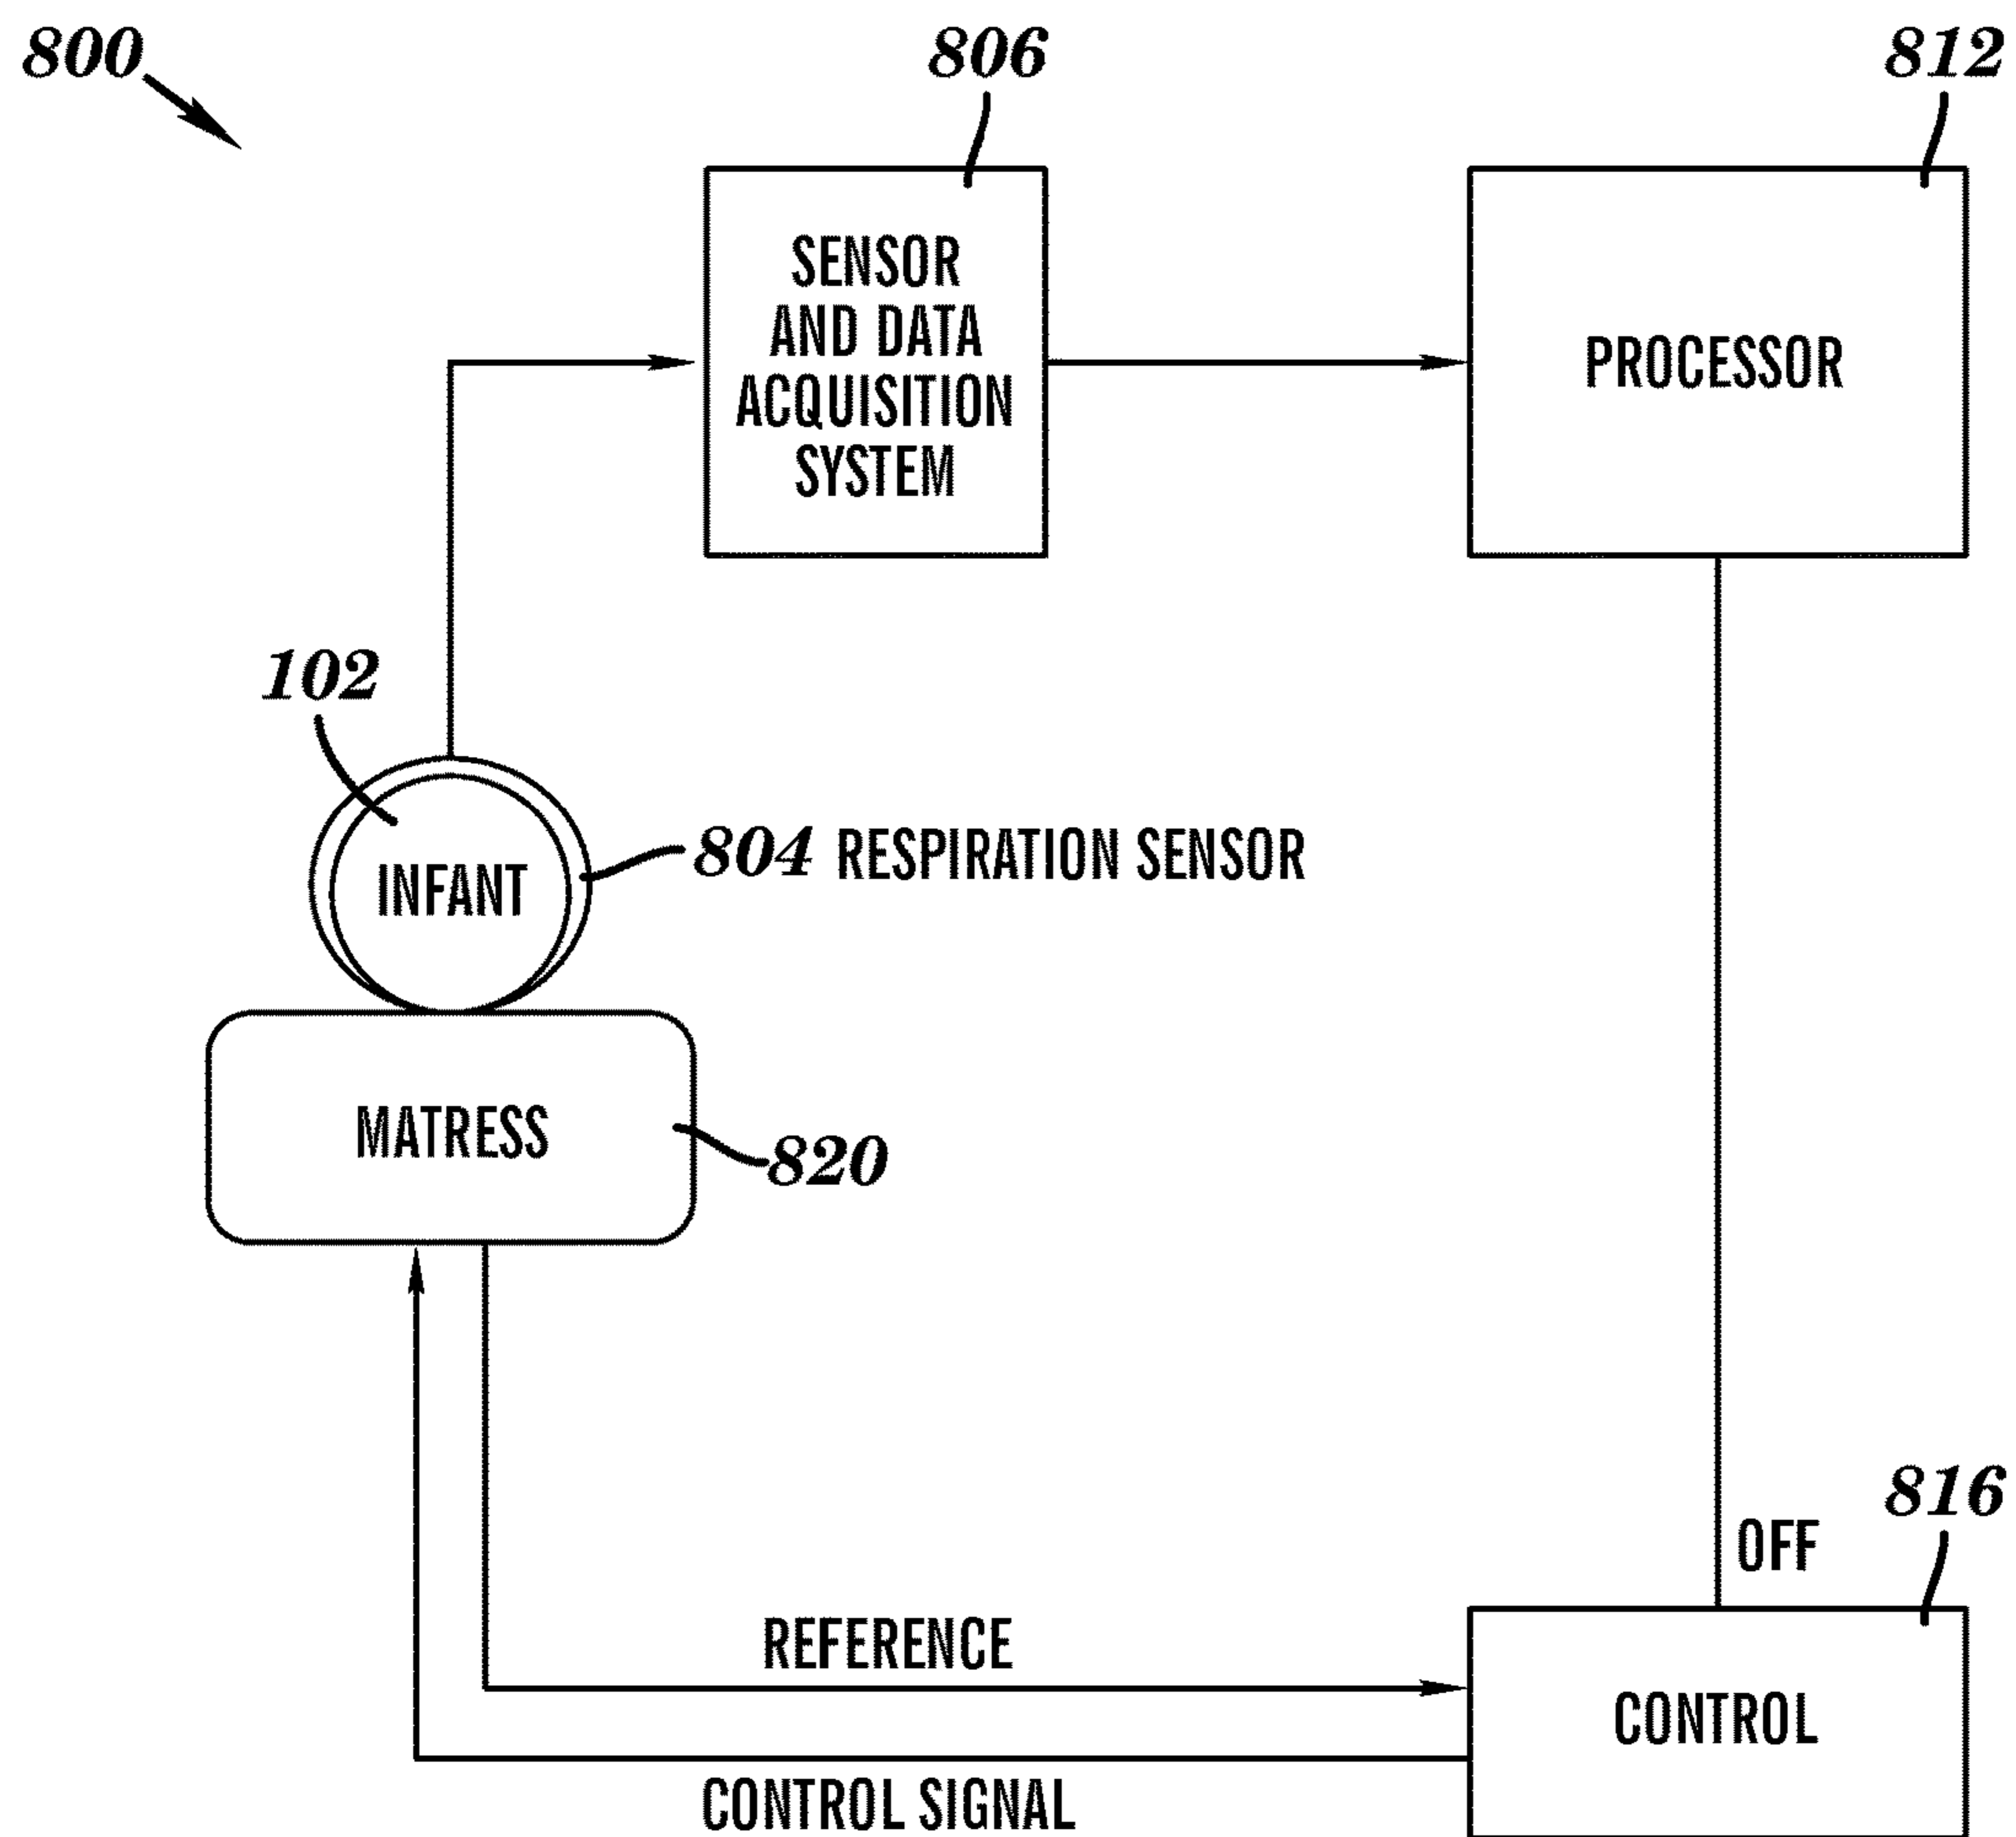 800
806
812
SENSOR
AND DATA
ACQUISITION
SYSTEM
PROCESSOR
102
INFANT
804 RESPIRATION SENSOR
MATRESS
820
816
OFF
REFERENCE
CONTROL
CONTROL SIGNAL